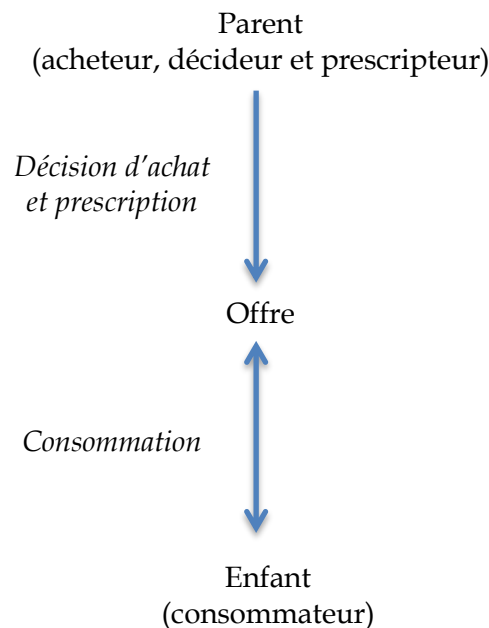 Parent
(acheteur, décideur et prescripteur)
Décision d’achat
et prescription
Offre
Consommation
Enfant
(consommateur)